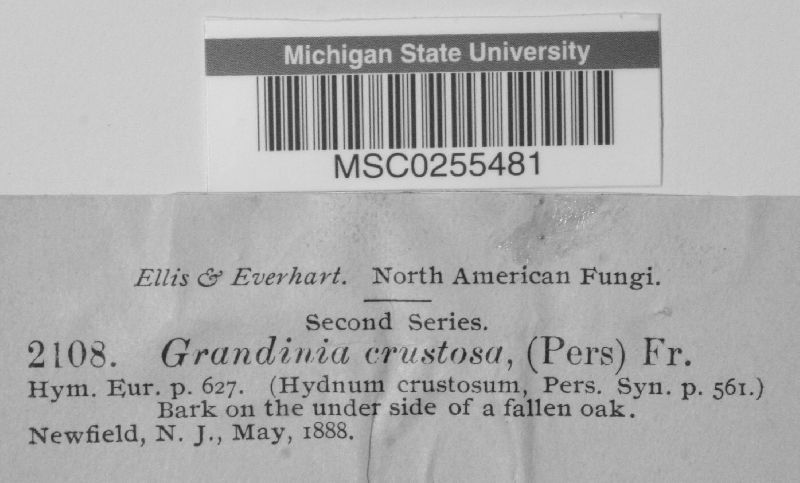 Michigan State University
MSC0255481
Ellis & Everhart. North American Fungi.
Second Series.
2108. Grandinia crustosa, (Pers) Fr.
Hym. Eur. p. 627. (Hydnum crustosum, Pers. Syn. p. 561.)
Bark on the under side of a fallen oak.
Newfield, N. J., May, 1888.